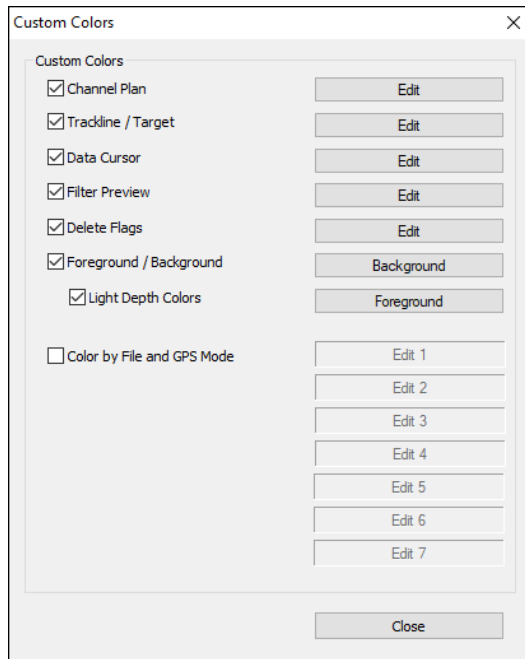 Custom Colors
Custom Colors
Channel Plan Edit
Trackline / Target Edit
Data Cursor Edit
Filter Preview Edit
Delete Flags Edit
Foreground / Background Background
Light Depth Colors Foreground
Color by File and GPS Mode Edit 1
Edit 2
Edit 3
Edit 4
Edit 5
Edit 6
Edit 7
Close